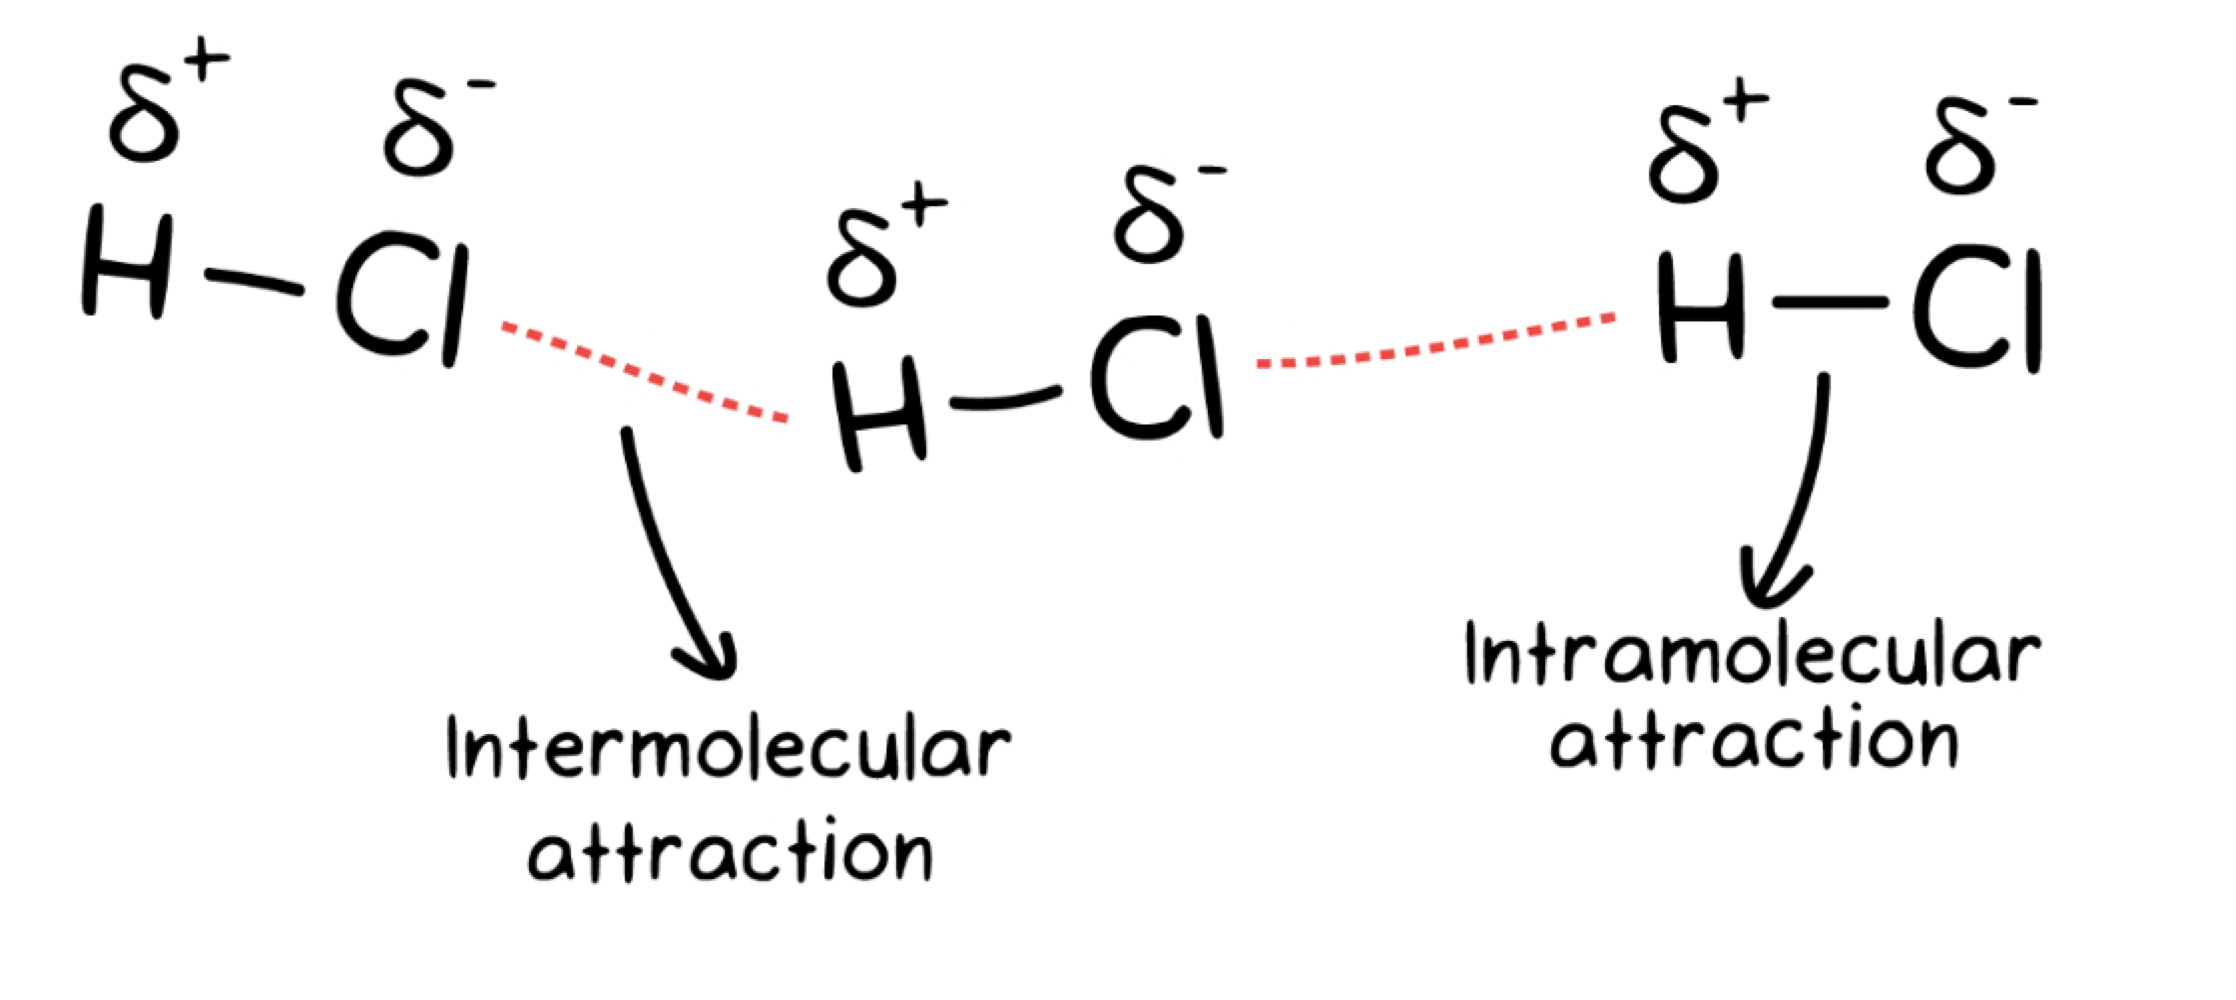 δ+ δ-
H-Cl
δ+ δ-
H-Cl
δ+ δ-
H-Cl
Intermolecular
attraction
Intramolecular
attraction